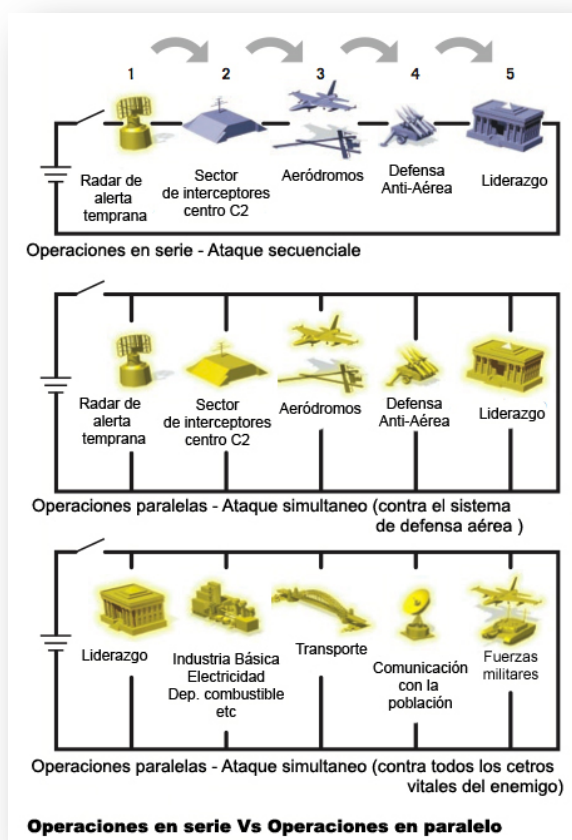 1 2 3 4 5
Radar de
alerta
temprana
Sector
de interceptores
centro C2
Aeródromos
Defensa
Anti-Aérea
Liderazgo
Operaciones en serie - Ataque secuenciale
Radar de
alerta
temprana
Sector
de interceptores
centro C2
Aeródromos
Defensa
Anti-Aérea
Liderazgo
Operaciones paralelas - Ataque simultaneo (contra el sistema
de defensa aérea )
Liderazgo
Industria Básica
Electricidad
Dep. combustible
etc
Transporte
Comunicación
con la
población
Fuerzas
militares
Operaciones paralelas - Ataque simultaneo (contra todos los cetros
vitales del enemigo)
Operaciones en serie Vs Operaciones en paralelo